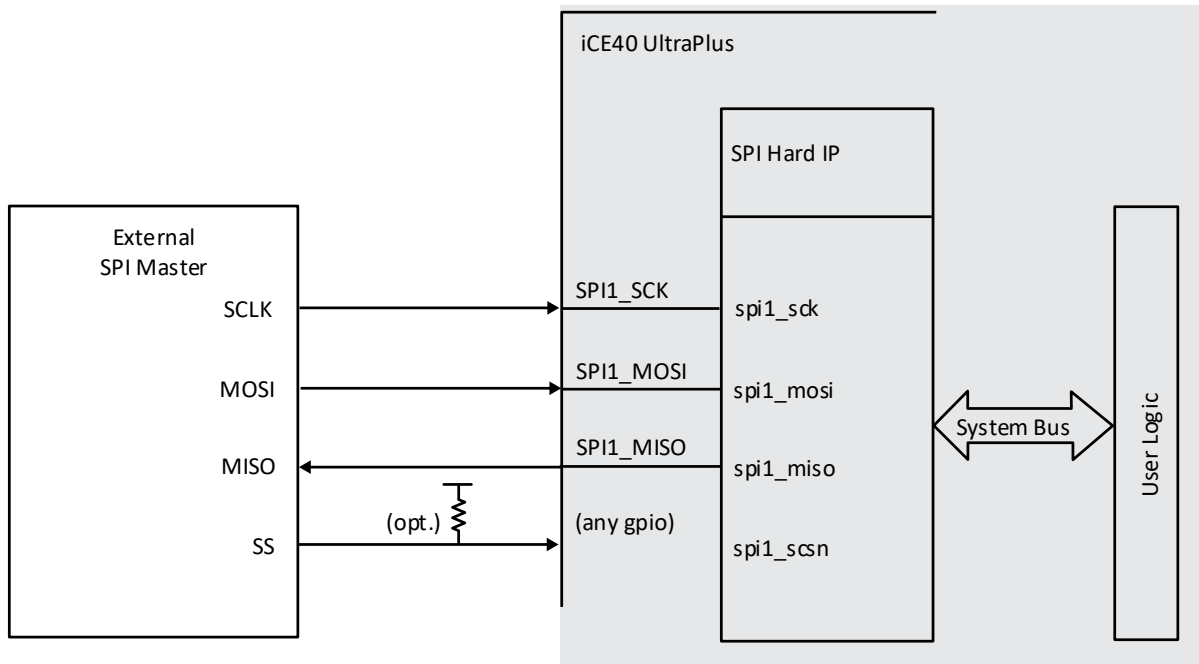 iCE40 UltraPlus
SPI Hard IP
External
SPI Master
SCLK
SPI1_SCK
spi1_sck
MOSI
SPI1_MOSI
spi1_mosi
MISO
SPI1_MISO
spi1_miso
SS
(opt.)
(any gpio)
spi1_scsn
System Bus
User Logic